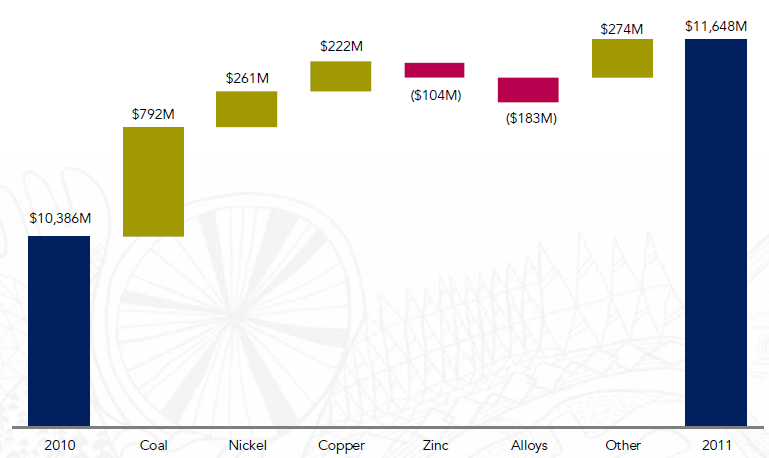 $10,386M
$792M
$261M
$222M
($104M)
($183M)
$274M
$11,648M
2010
Coal
Nickel
Copper
Zinc
Alloys
Other
2011